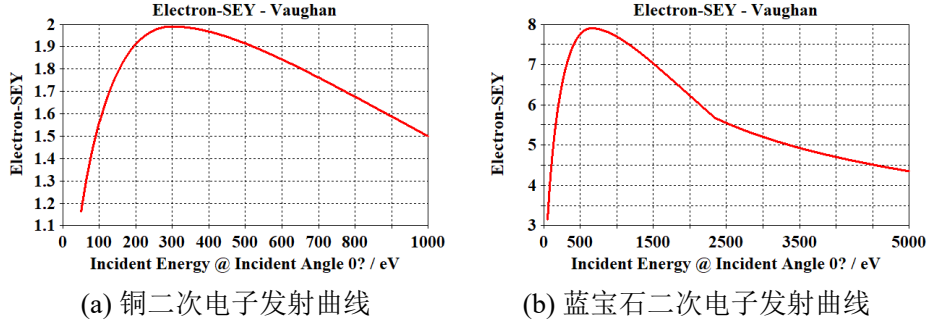 Electron-SEY - Vaughan
Electron-SEY
2
1.9
1.8
1.7
1.6
1.5
1.4
1.3
1.2
1.1
0 100 200 300 400 500 600 700 800 1000
Incident Energy @ Incident Angle 0? / eV
(a) 铜二次电子发射曲线
Electron-SEY - Vaughan
Electron-SEY
8
7
6
5
4
3
0 500 1500 2500 3500 5000
Incident Energy @ Incident Angle 0? / eV
(b) 蓝宝石二次电子发射曲线